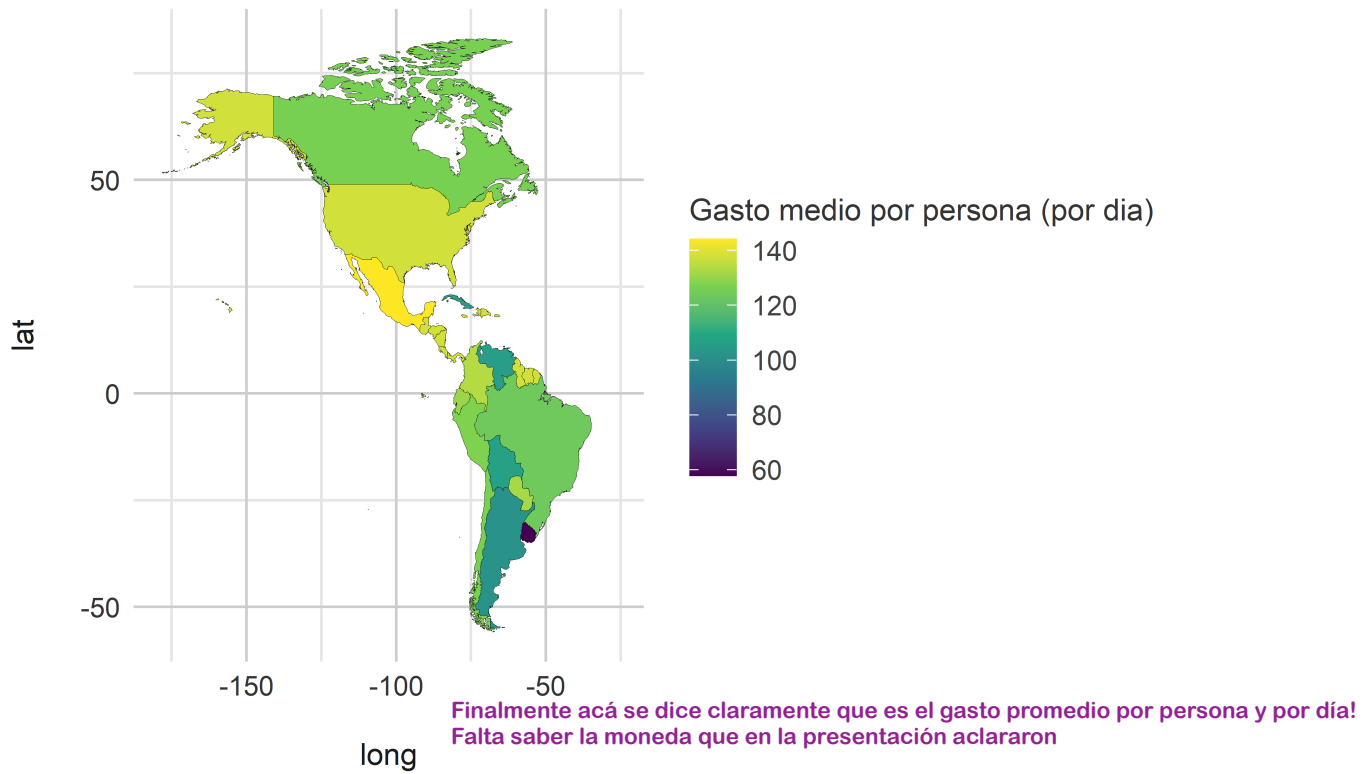 lat
50
0
-50
-150
-100
-50
long
Gasto medio por persona (por dia)
140
120
100
80
60
Finalmente acá se dice claramente que es el gasto promedio por persona y por día!
Falta saber la moneda que en la presentación aclararon